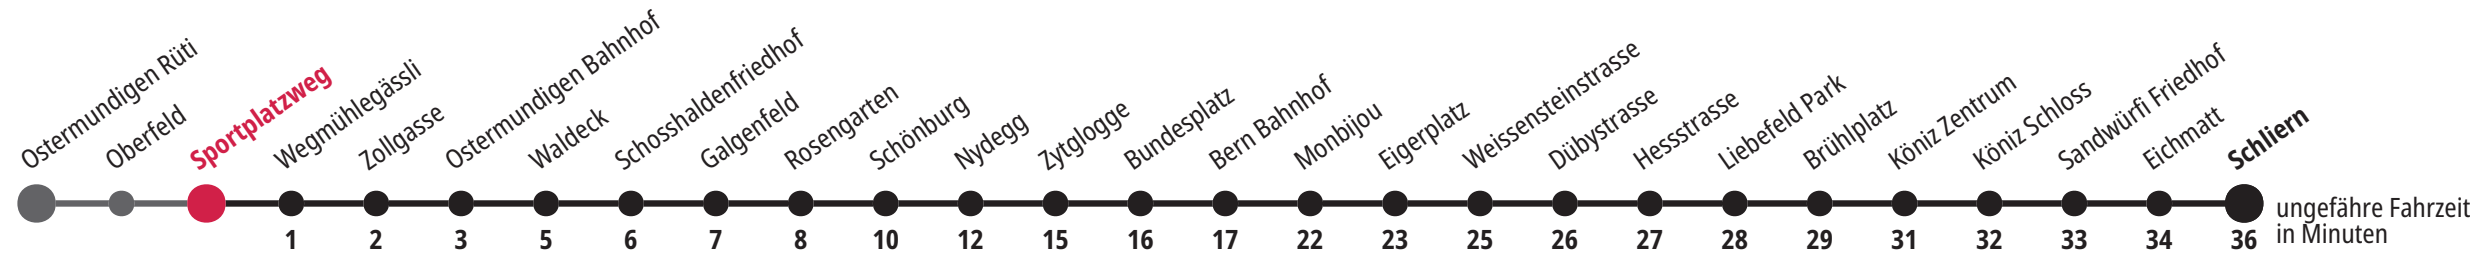 Ostermundigen Rüti
Oberfeld
Sportplatzweg
Wegmühlegässli
Zollgasse
Ostermundigen Bahnhof
Waldeck
Schosshaldenfriedhof
Galgenfeld
Rosengarten
Schönburg
Nydegg
Zytglogge
Bundesplatz
Bern Bahnhof
Monbijou
Eigerplatz
Weissensteinstrasse
Dübystrasse
Hessstrasse
Liebefeld Park
Brühlplatz
Köniz Zentrum
Köniz Schloss
Sandwürfi Friedhof
Eichmatt
Schliern
1 2 3 5 6 7 8 10 12 15 16 17 22 23 25 26 27 28 29 31 32 33 34 36
ungefähre Fahrzeit
in Minuten